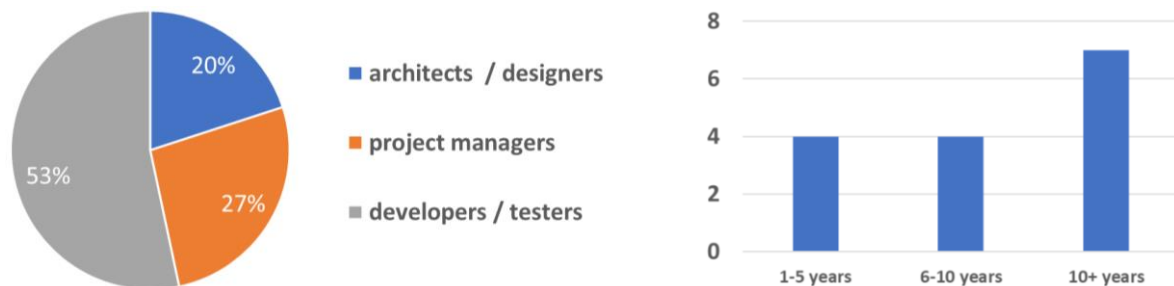 20%
27%
53%
architects / designers
project managers
developers / testers
8
6
4
2
0
1-5 years
6-10 years
10+ years